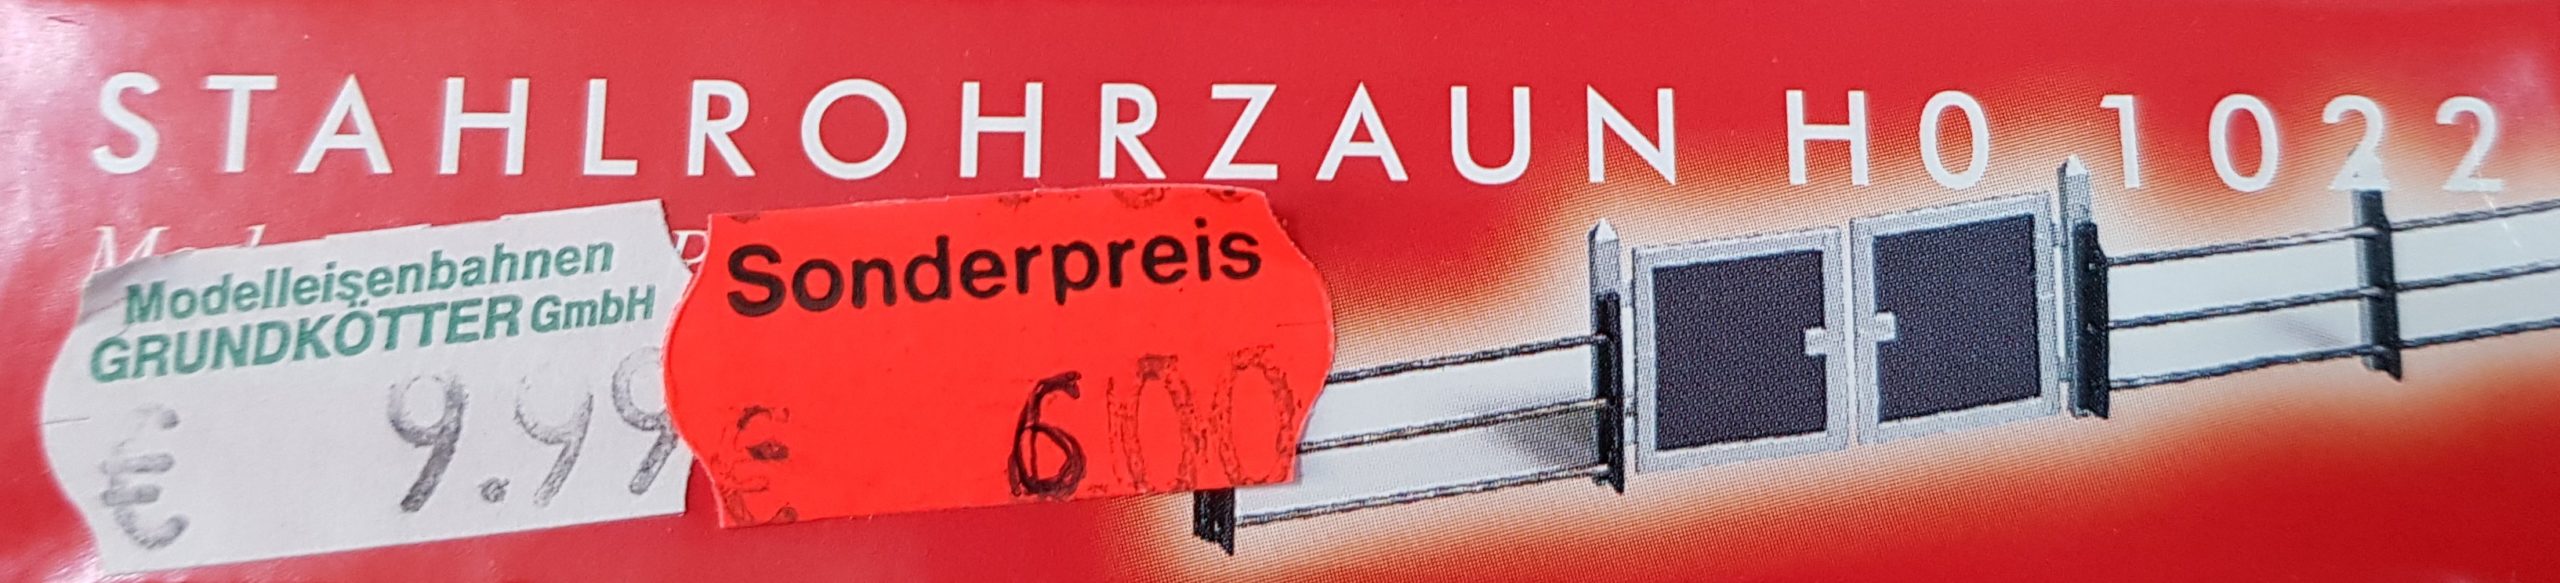 STAHLROHRZAUN H0 1022
Modelleisenbahnen
GRUNDKÖTTER GmbH
€ 9.99
Sonderpreis
€ 6.00